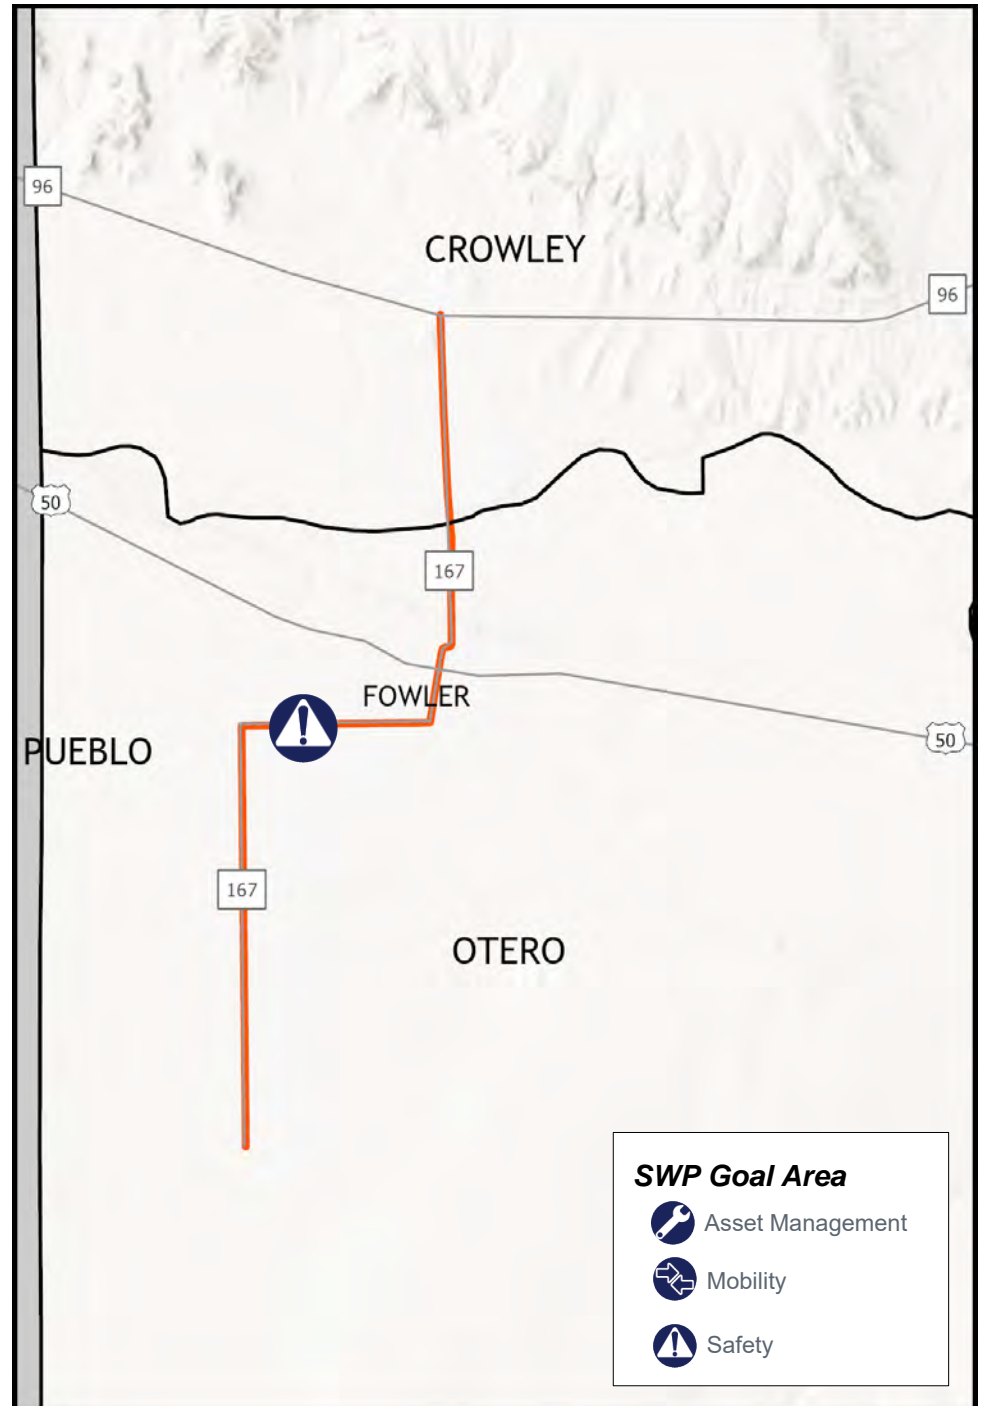 96
CROWLEY
96
50
167
FOWLER
PUEBLO
50
167
OTERO
SWP Goal Area
Asset Management
Mobility
Safety